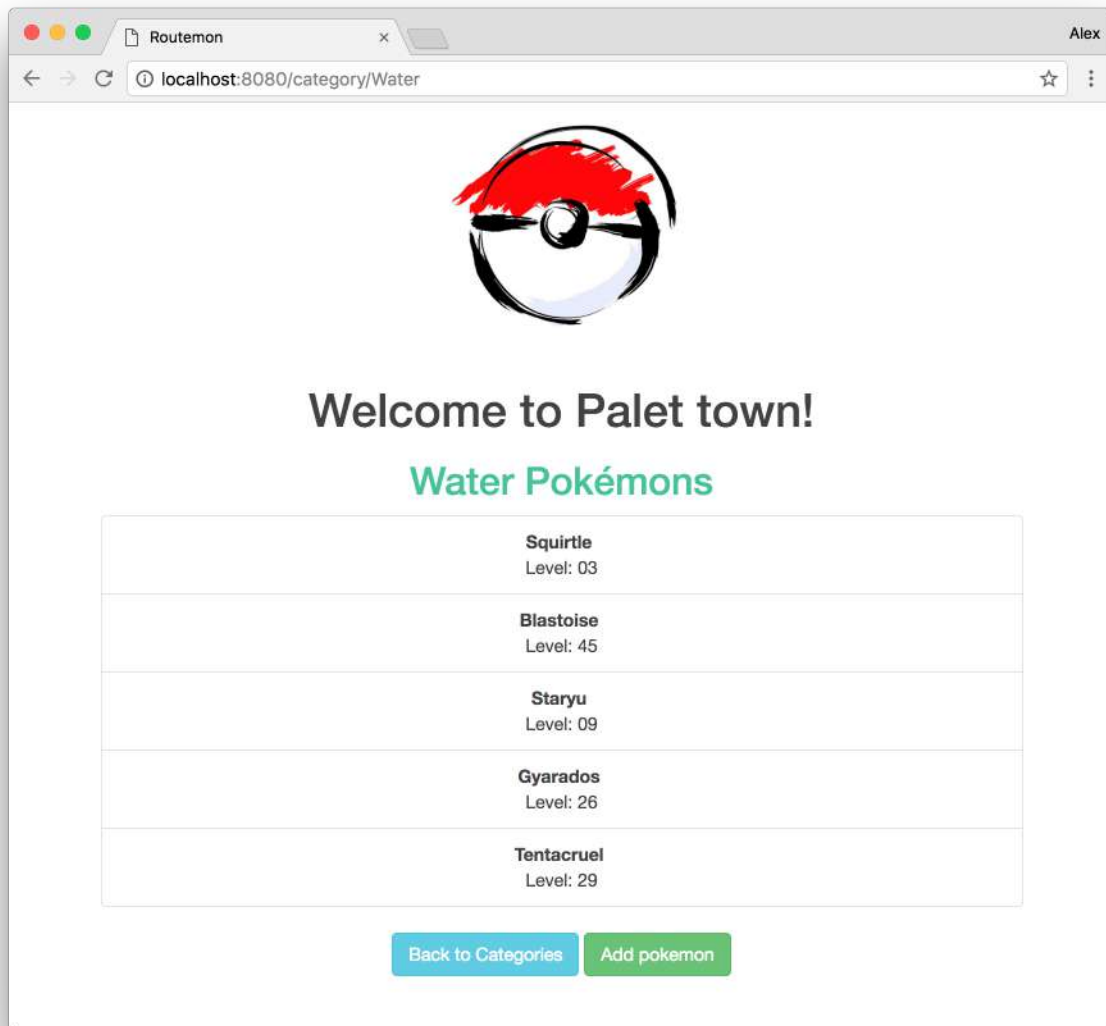 Routemon
Alex
localhost:8080/category/Water
Welcome to Palet town!
Water Pokémons
Squirtle
Level: 03
Blastoise
Level: 45
Staryu
Level: 09
Gyarados
Level: 26
Tentacruel
Level: 29
Back to Categories
Add pokemon